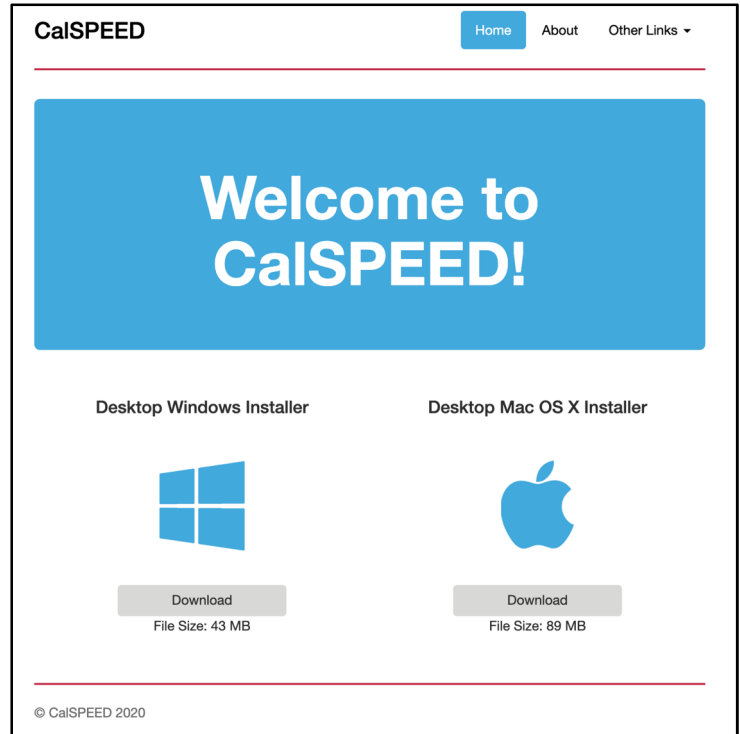 CalSPEED
Home
About
Other Links
Welcome to
CalSPEED!
Desktop Windows Installer
Desktop Mac OS X Installer
Download
Download
File Size: 43 MB
File Size: 89 MB
© CalSPEED 2020